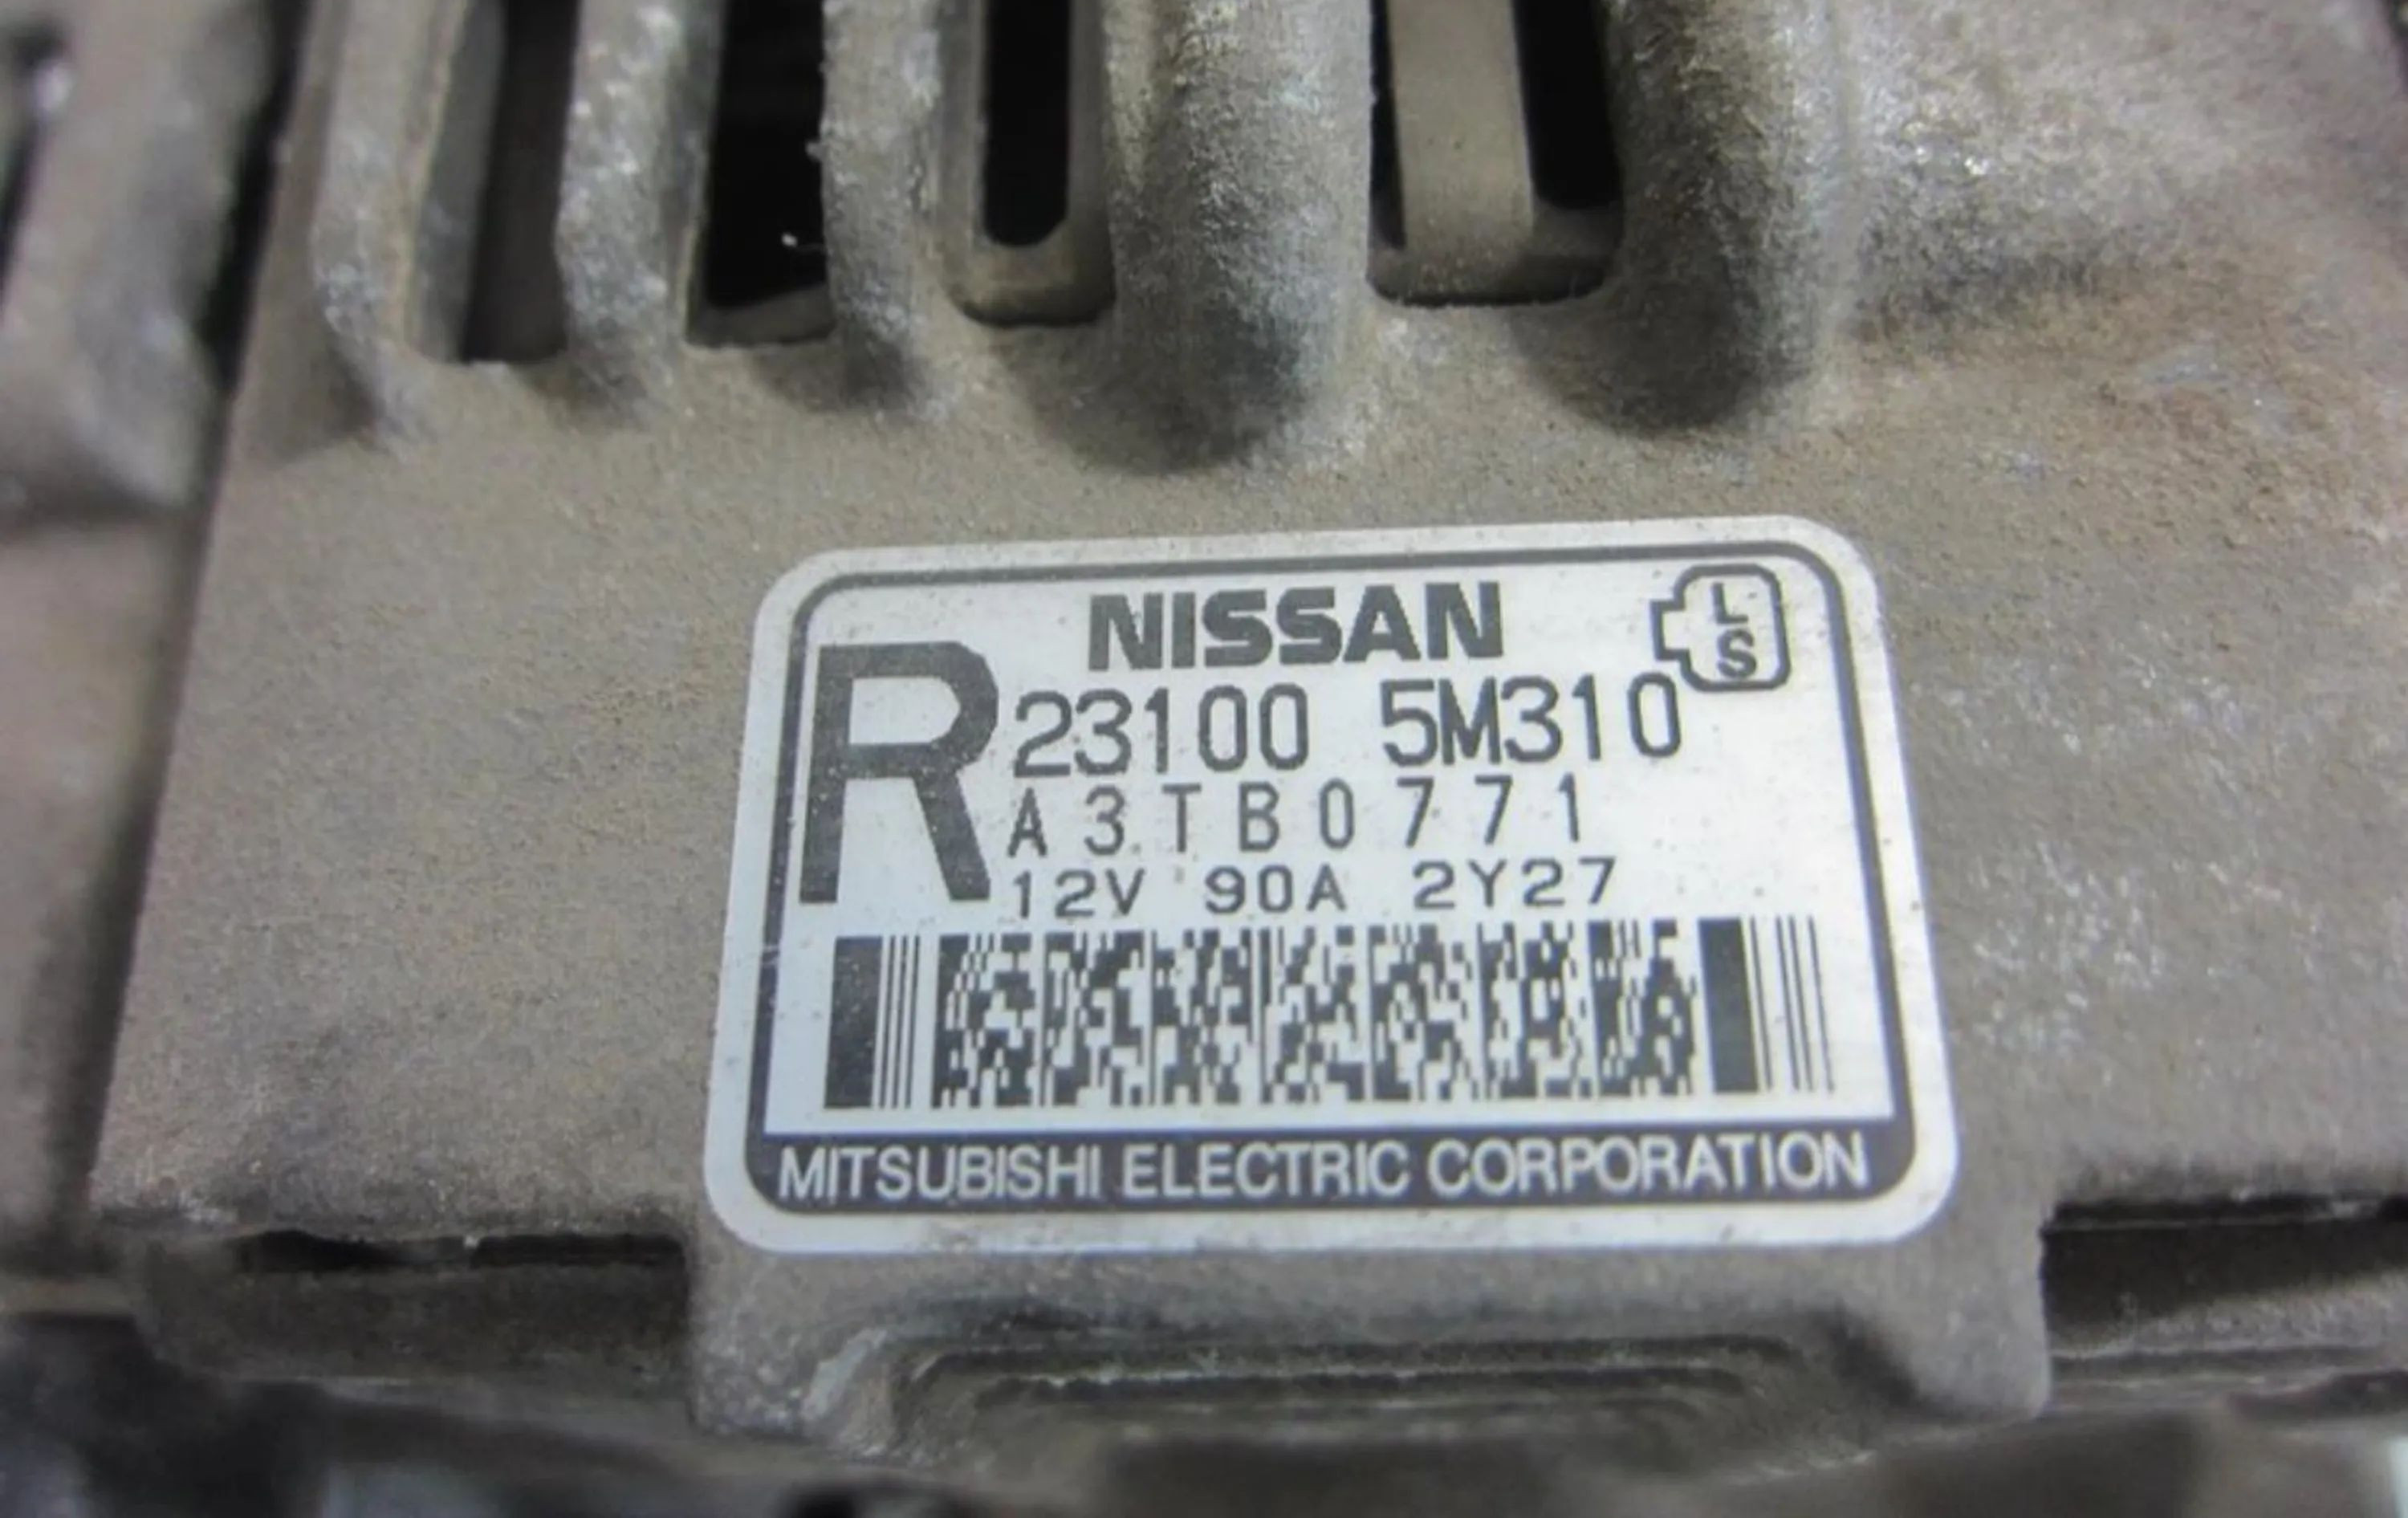 NISSAN
L
S
R
23100 5M310
A3TB0771
12V 90A 2Y27
MITSUBISHI ELECTRIC CORPORATION